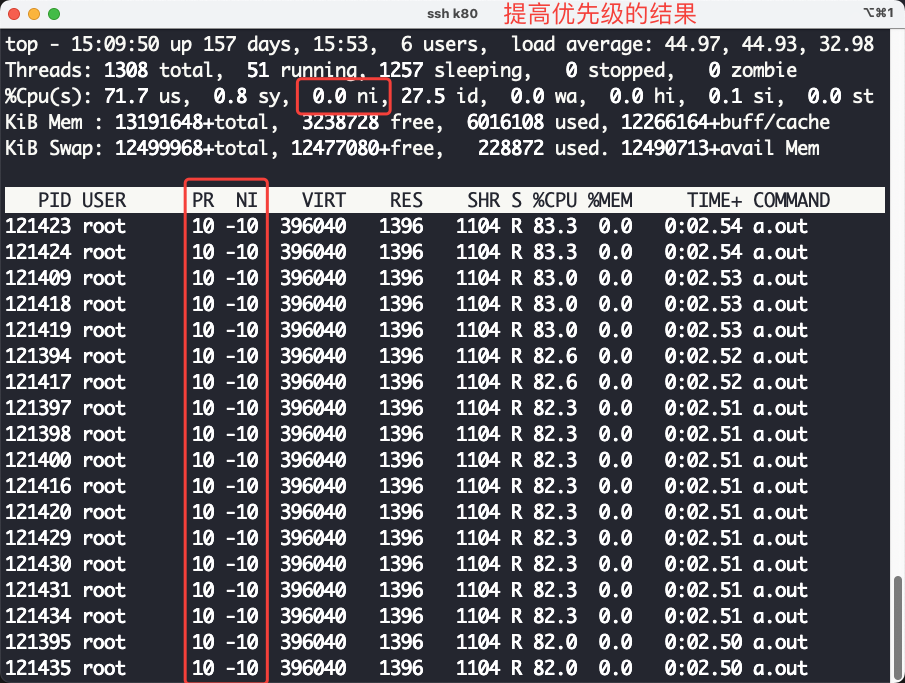 ssh k80 提高优先级的结果 ⌥⌘1
top - 15:09:50 up 157 days, 15:53,  6 users,  load average: 44.97, 44.93, 32.98
Threads: 1308 total,  51 running, 1257 sleeping,   0 stopped,   0 zombie
%Cpu(s): 71.7 us,  0.8 sy,  0.0 ni, 27.5 id,  0.0 wa,  0.0 hi,  0.1 si,  0.0 st
KiB Mem : 13191648+total,  3238728 free,  6016108 used, 12266164+buff/cache
KiB Swap: 12499968+total, 12477080+free,   228872 used. 12490713+avail Mem
PID USER PR NI VIRT RES SHR S %CPU %MEM TIME+ COMMAND
121423 root 10 -10 396040 1396 1104 R 83.3 0.0 0:02.54 a.out
121424 root 10 -10 396040 1396 1104 R 83.3 0.0 0:02.54 a.out
121409 root 10 -10 396040 1396 1104 R 83.0 0.0 0:02.53 a.out
121418 root 10 -10 396040 1396 1104 R 83.0 0.0 0:02.53 a.out
121419 root 10 -10 396040 1396 1104 R 83.0 0.0 0:02.53 a.out
121394 root 10 -10 396040 1396 1104 R 82.6 0.0 0:02.52 a.out
121417 root 10 -10 396040 1396 1104 R 82.6 0.0 0:02.52 a.out
121397 root 10 -10 396040 1396 1104 R 82.3 0.0 0:02.51 a.out
121398 root 10 -10 396040 1396 1104 R 82.3 0.0 0:02.51 a.out
121400 root 10 -10 396040 1396 1104 R 82.3 0.0 0:02.51 a.out
121416 root 10 -10 396040 1396 1104 R 82.3 0.0 0:02.51 a.out
121420 root 10 -10 396040 1396 1104 R 82.3 0.0 0:02.51 a.out
121429 root 10 -10 396040 1396 1104 R 82.3 0.0 0:02.51 a.out
121430 root 10 -10 396040 1396 1104 R 82.3 0.0 0:02.51 a.out
121431 root 10 -10 396040 1396 1104 R 82.3 0.0 0:02.51 a.out
121434 root 10 -10 396040 1396 1104 R 82.3 0.0 0:02.51 a.out
121395 root 10 -10 396040 1396 1104 R 82.0 0.0 0:02.50 a.out
121435 root 10 -10 396040 1396 1104 R 82.0 0.0 0:02.50 a.out